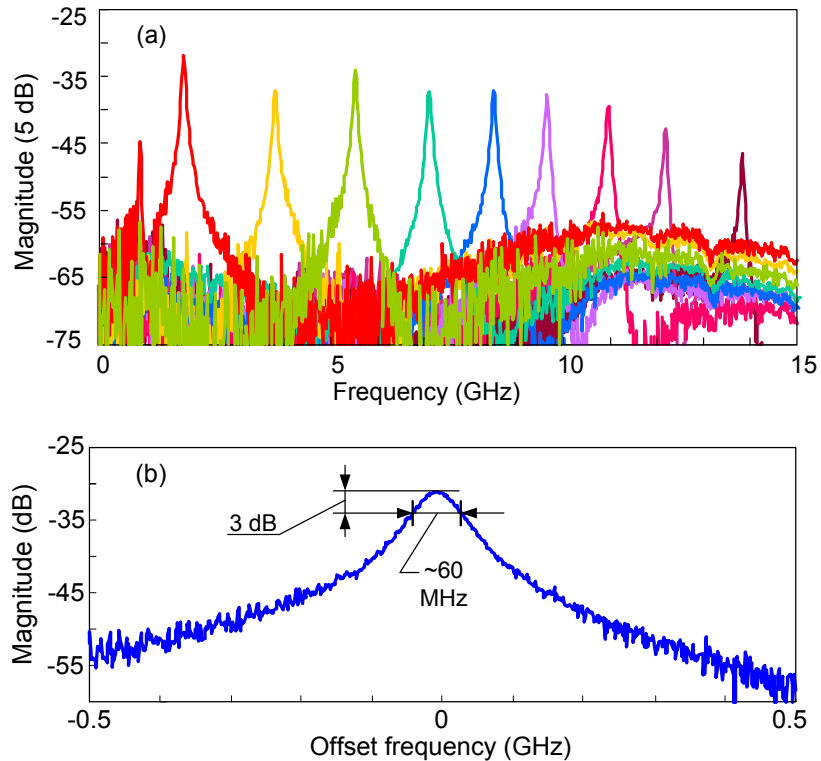 (a)
Magnitude (5 dB)
-25
-35
-45
-55
-65
-75
0
5
10
15
Frequency (GHz)
(b)
Magnitude (dB)
-25
-35
-45
-55
3 dB
~60
MHz
-0.5
0
0.5
Offset frequency (GHz)